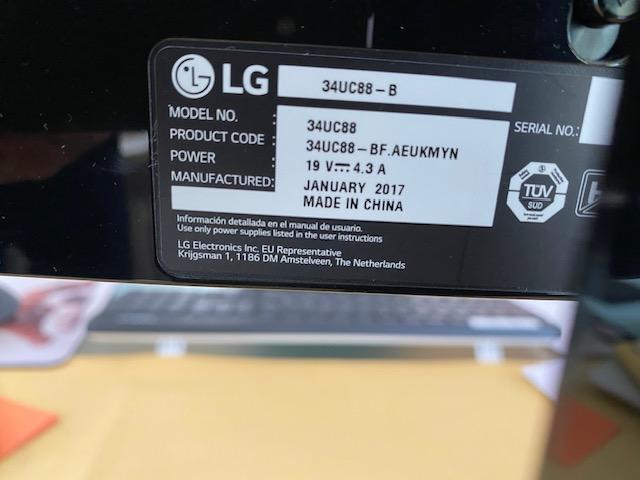 LG 34UC88-B
MODEL NO. : 34UC88
PRODUCT CODE : 34UC88-BF.AEUKMYN
POWER : 19 V⎓ 4.3 A
MANUFACTURED: JANUARY 2017
MADE IN CHINA
SERIAL NO.:
Información detallada en el manual de usuario.
Use only power supplies listed in the user instructions
LG Electronics Inc. EU Representative
Krijgsman 1, 1186 DM Amstelveen, The Netherlands
TÜV
SÜD